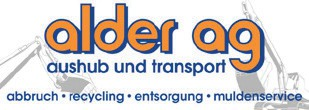 alder ag
aushub und transport
abbruch • recycling • entsorgung • muldenservice